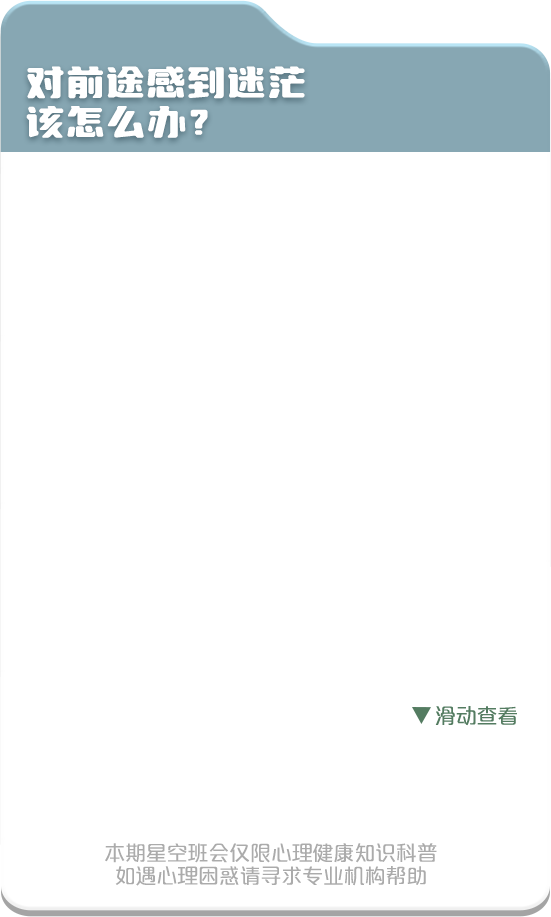 对前途感到迷茫
该怎么办？
▼滑动查看
本期星空班会仅限心理健康知识科普
如遇心理困惑请寻求专业机构帮助